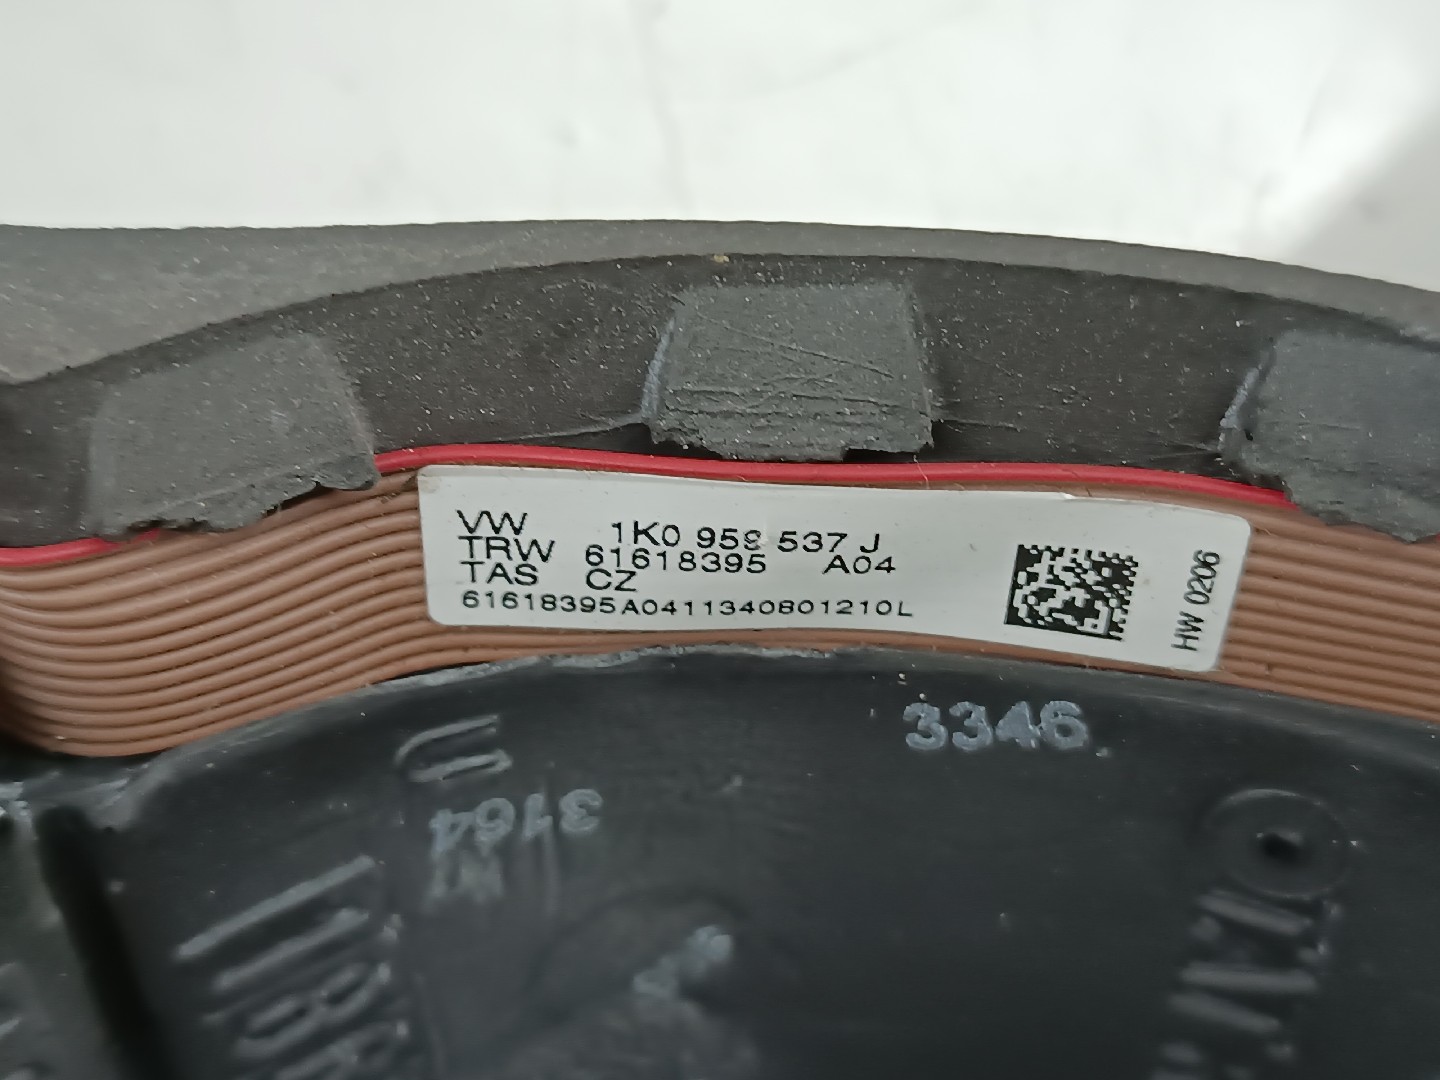 VW 1K0 959 537 J
TRW 61618395 A04
TAS CZ
61618395A0411340801210L
HW 0206
3346
3164